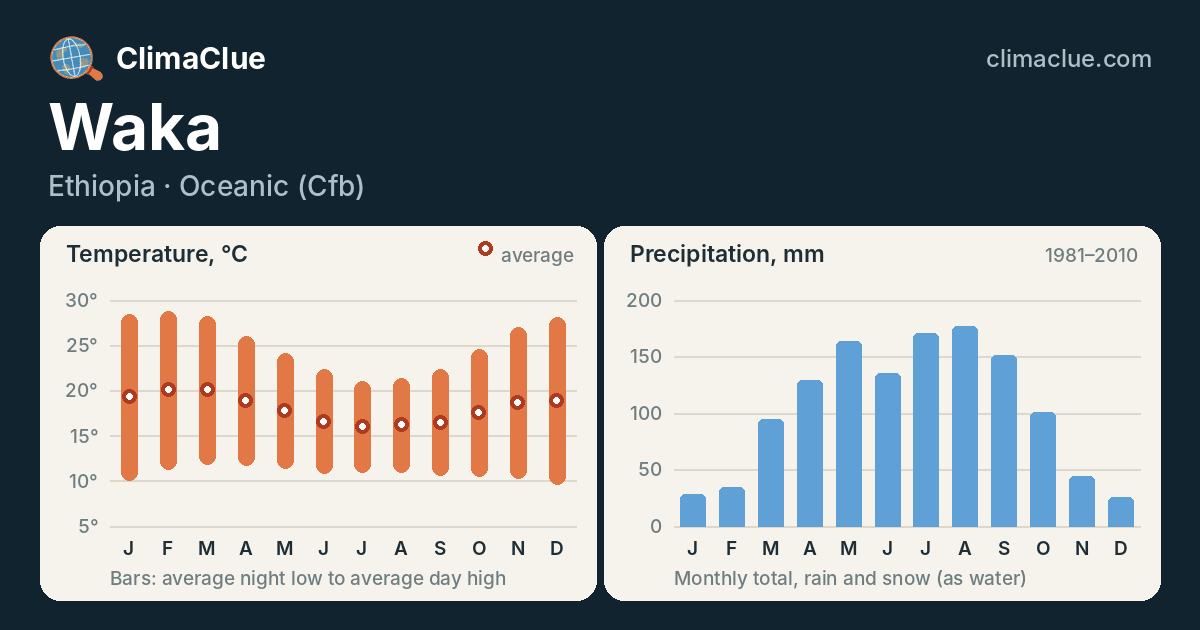 ClimaClue
climaclue.com
Waka
Ethiopia · Oceanic (Cfb)
Temperature, °C
average
30°
25°
20°
15°
10°
5°
J F M A M J J A S O N D
Bars: average night low to average day high
Precipitation, mm
1981–2010
200
150
100
50
0
J F M A M J J A S O N D
Monthly total, rain and snow (as water)